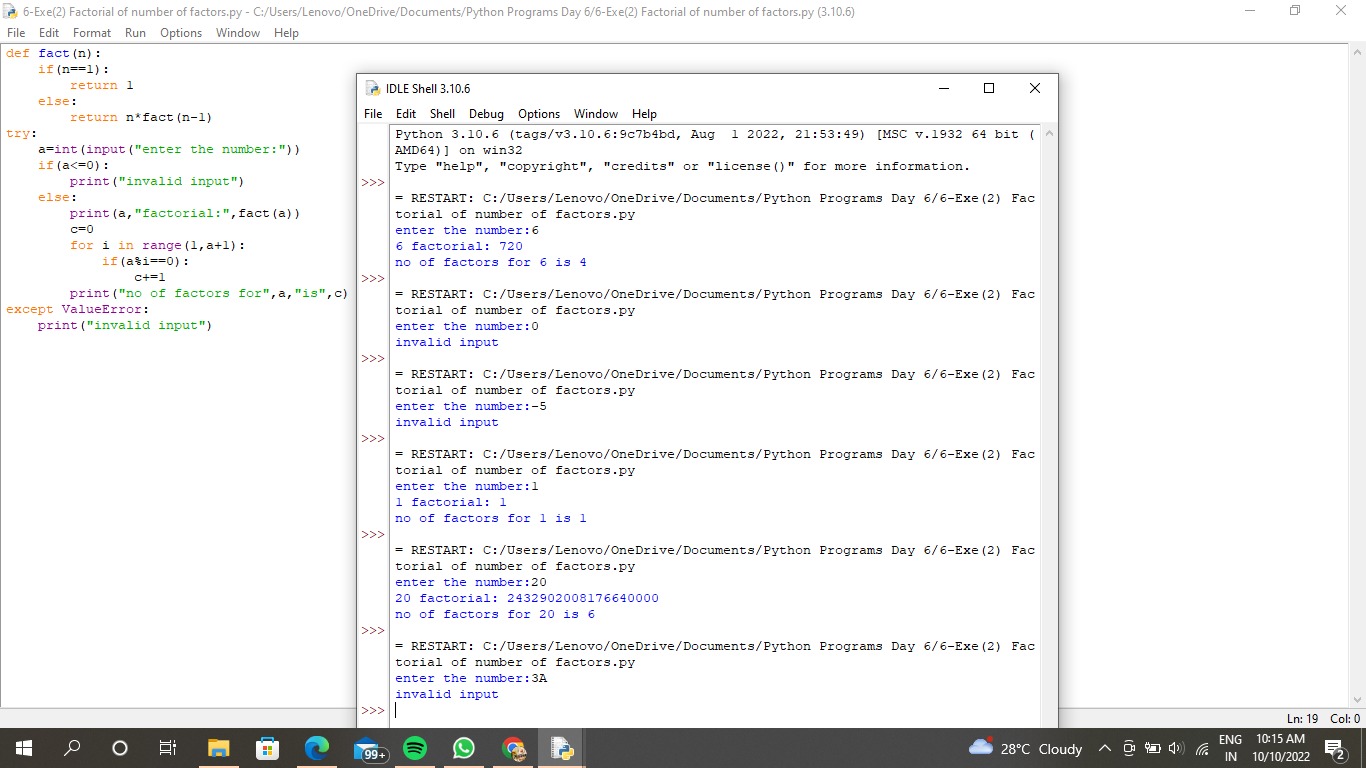 6-Exe(2) Factorial of number of factors.py - C:/Users/Lenovo/OneDrive/Documents/Python Programs Day 6/6-Exe(2) Factorial of number of factors.py (3.10.6)
File Edit Format Run Options Window Help
def fact(n):
    if(n==1):
        return 1
    else:
        return n*fact(n-1)
try:
    a=int(input("enter the number:"))
    if(a<=0):
        print("invalid input")
    else:
        print(a,"factorial:",fact(a))
        c=0
        for i in range(1,a+1):
            if(a%i==0):
                c+=1
        print("no of factors for",a,"is",c)
except ValueError:
    print("invalid input")
IDLE Shell 3.10.6
File Edit Shell Debug Options Window Help
Python 3.10.6 (tags/v3.10.6:9c7b4bd, Aug  1 2022, 21:53:49) [MSC v.1932 64 bit (
AMD64)] on win32
Type "help", "copyright", "credits" or "license()" for more information.
>>>
= RESTART: C:/Users/Lenovo/OneDrive/Documents/Python Programs Day 6/6-Exe(2) Fac
torial of number of factors.py
enter the number:6
6 factorial: 720
no of factors for 6 is 4
>>>
= RESTART: C:/Users/Lenovo/OneDrive/Documents/Python Programs Day 6/6-Exe(2) Fac
torial of number of factors.py
enter the number:0
invalid input
>>>
= RESTART: C:/Users/Lenovo/OneDrive/Documents/Python Programs Day 6/6-Exe(2) Fac
torial of number of factors.py
enter the number:-5
invalid input
>>>
= RESTART: C:/Users/Lenovo/OneDrive/Documents/Python Programs Day 6/6-Exe(2) Fac
torial of number of factors.py
enter the number:1
1 factorial: 1
no of factors for 1 is 1
>>>
= RESTART: C:/Users/Lenovo/OneDrive/Documents/Python Programs Day 6/6-Exe(2) Fac
torial of number of factors.py
enter the number:20
20 factorial: 2432902008176640000
no of factors for 20 is 6
>>>
= RESTART: C:/Users/Lenovo/OneDrive/Documents/Python Programs Day 6/6-Exe(2) Fac
torial of number of factors.py
enter the number:3A
invalid input
>>>
Ln: 19 Col: 0
99+
28°C Cloudy
ENG
IN
10:15 AM
10/10/2022
2